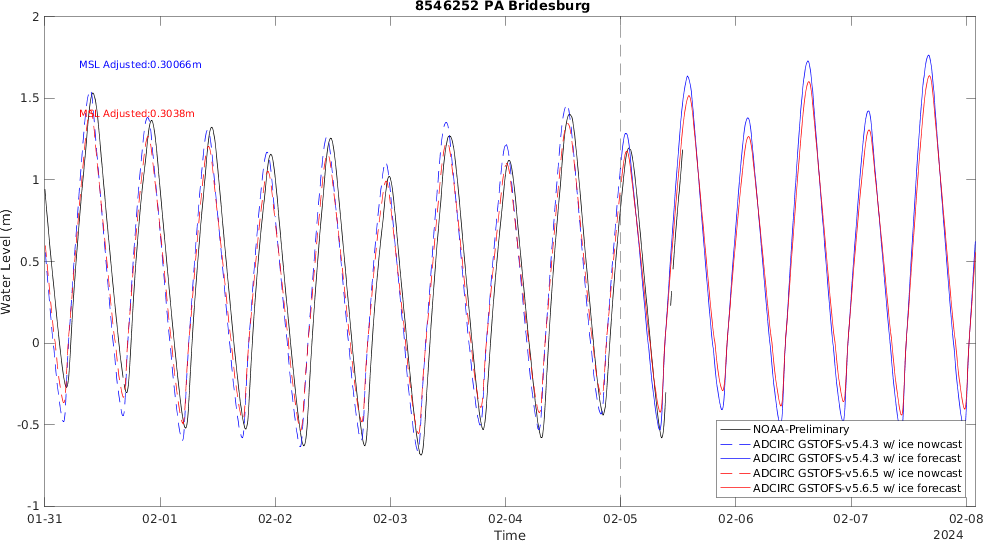 8546252 PA Bridesburg
2
1.5
1
0.5
0
-0.5
-1
Water Level (m)
MSL Adjusted:0.30066m
MSL Adjusted:0.3038m
NOAA-Preliminary
ADCIRC GSTOFS-v5.4.3 w/ ice nowcast
ADCIRC GSTOFS-v5.4.3 w/ ice forecast
ADCIRC GSTOFS-v5.6.5 w/ ice nowcast
ADCIRC GSTOFS-v5.6.5 w/ ice forecast
01-31 02-01 02-02 02-03 02-04 02-05 02-06 02-07 02-08
Time
2024